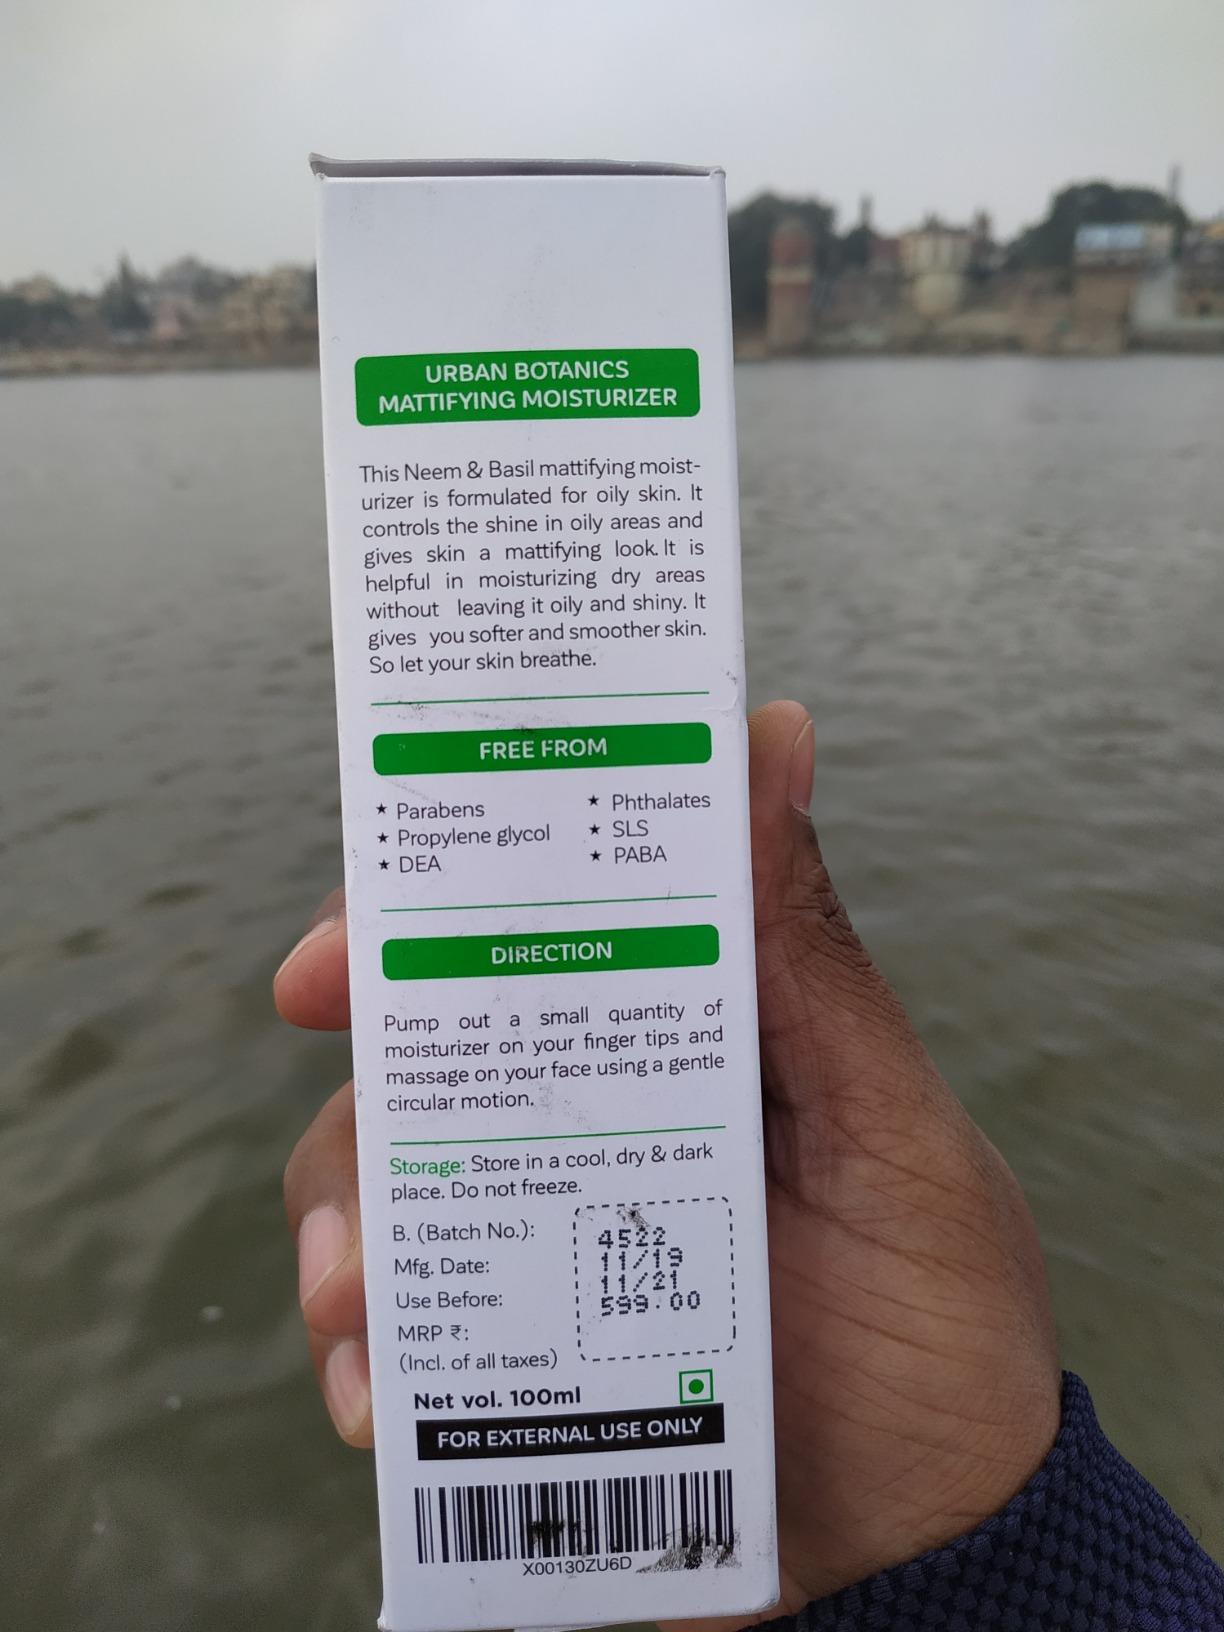 URBAN BOTANICS
MATTIFYING MOISTURIZER
This Neem & Basil mattifying moist-
urizer is formulated for oily skin. It
controls the shine in oily areas and
gives skin a mattifying look. It is
helpful in moisturizing dry areas
without leaving it oily and shiny. It
gives you softer and smoother skin.
So let your skin breathe.
FREE FROM
★ Parabens
★ Propylene glycol
★ DEA
★ Phthalates
★ SLS
★ PABA
DIRECTION
Pump out a small quantity of
moisturizer on your finger tips and
massage on your face using a gentle
circular motion.
Storage: Store in a cool, dry & dark
place. Do not freeze.
B. (Batch No.):
Mfg. Date:
Use Before:
MRP ₹:
(Incl. of all taxes)
4522
11/19
11/21
599.00
Net vol. 100ml
FOR EXTERNAL USE ONLY
X00130ZU6D